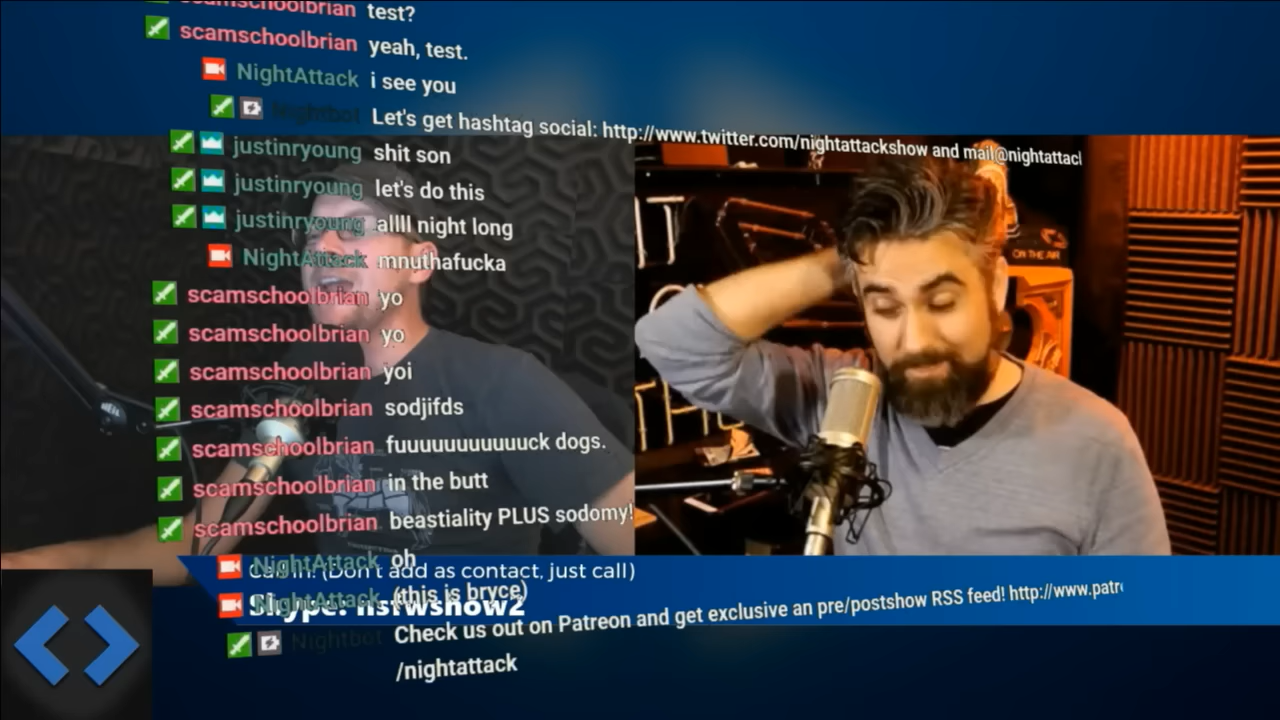 scamschoolbrian test?
scamschoolbrian yeah, test.
NightAttack i see you
Nightbot Let's get hashtag social: http://www.twitter.com/nightattackshow and mail@nightattacl
justinryoung shit son
justinryoung let's do this
justinryoung allll night long
NightAttack mnuthafucka
ON THE AIR
scamschoolbrian yo
scamschoolbrian yo
scamschoolbrian yoi
scamschoolbrian sodjifds
scamschoolbrian fuuuuuuuuuuuck dogs.
scamschoolbrian in the butt
scamschoolbrian beastiality PLUS sodomy!
NightAttack oh
Call in! (Don't add as contact, just call)
NightAttack (this is bryce)
Skype: nstwshow2
Nightbot Check us out on Patreon and get exclusive an pre/postshow RSS feed! http://www.patr
/nightattack